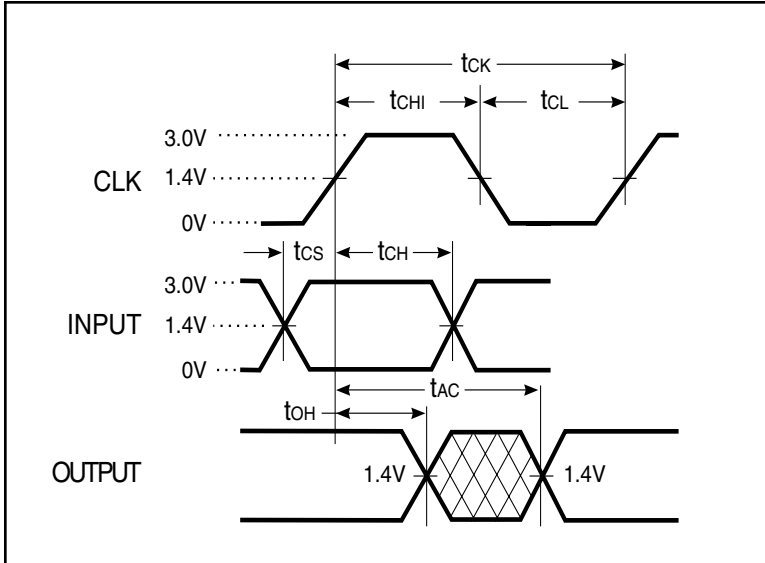 tCK
tCHI tCL
3.0V
CLK 1.4V
0V
tCS tCH
3.0V
INPUT 1.4V
0V
tAC
tOH
OUTPUT 1.4V 1.4V